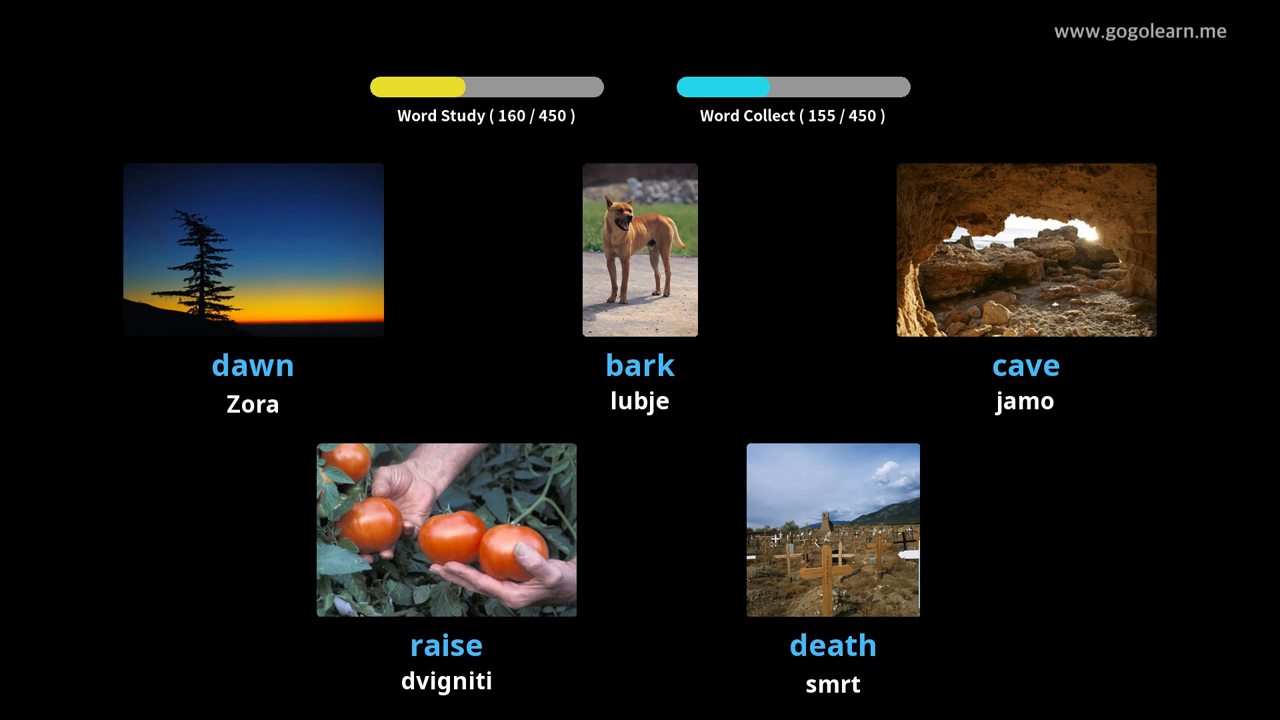 www.gogolearn.me
Word Study ( 160 / 450 )
Word Collect ( 155 / 450 )
dawn
Zora
bark
lubje
cave
jamo
raise
dvigniti
death
smrt